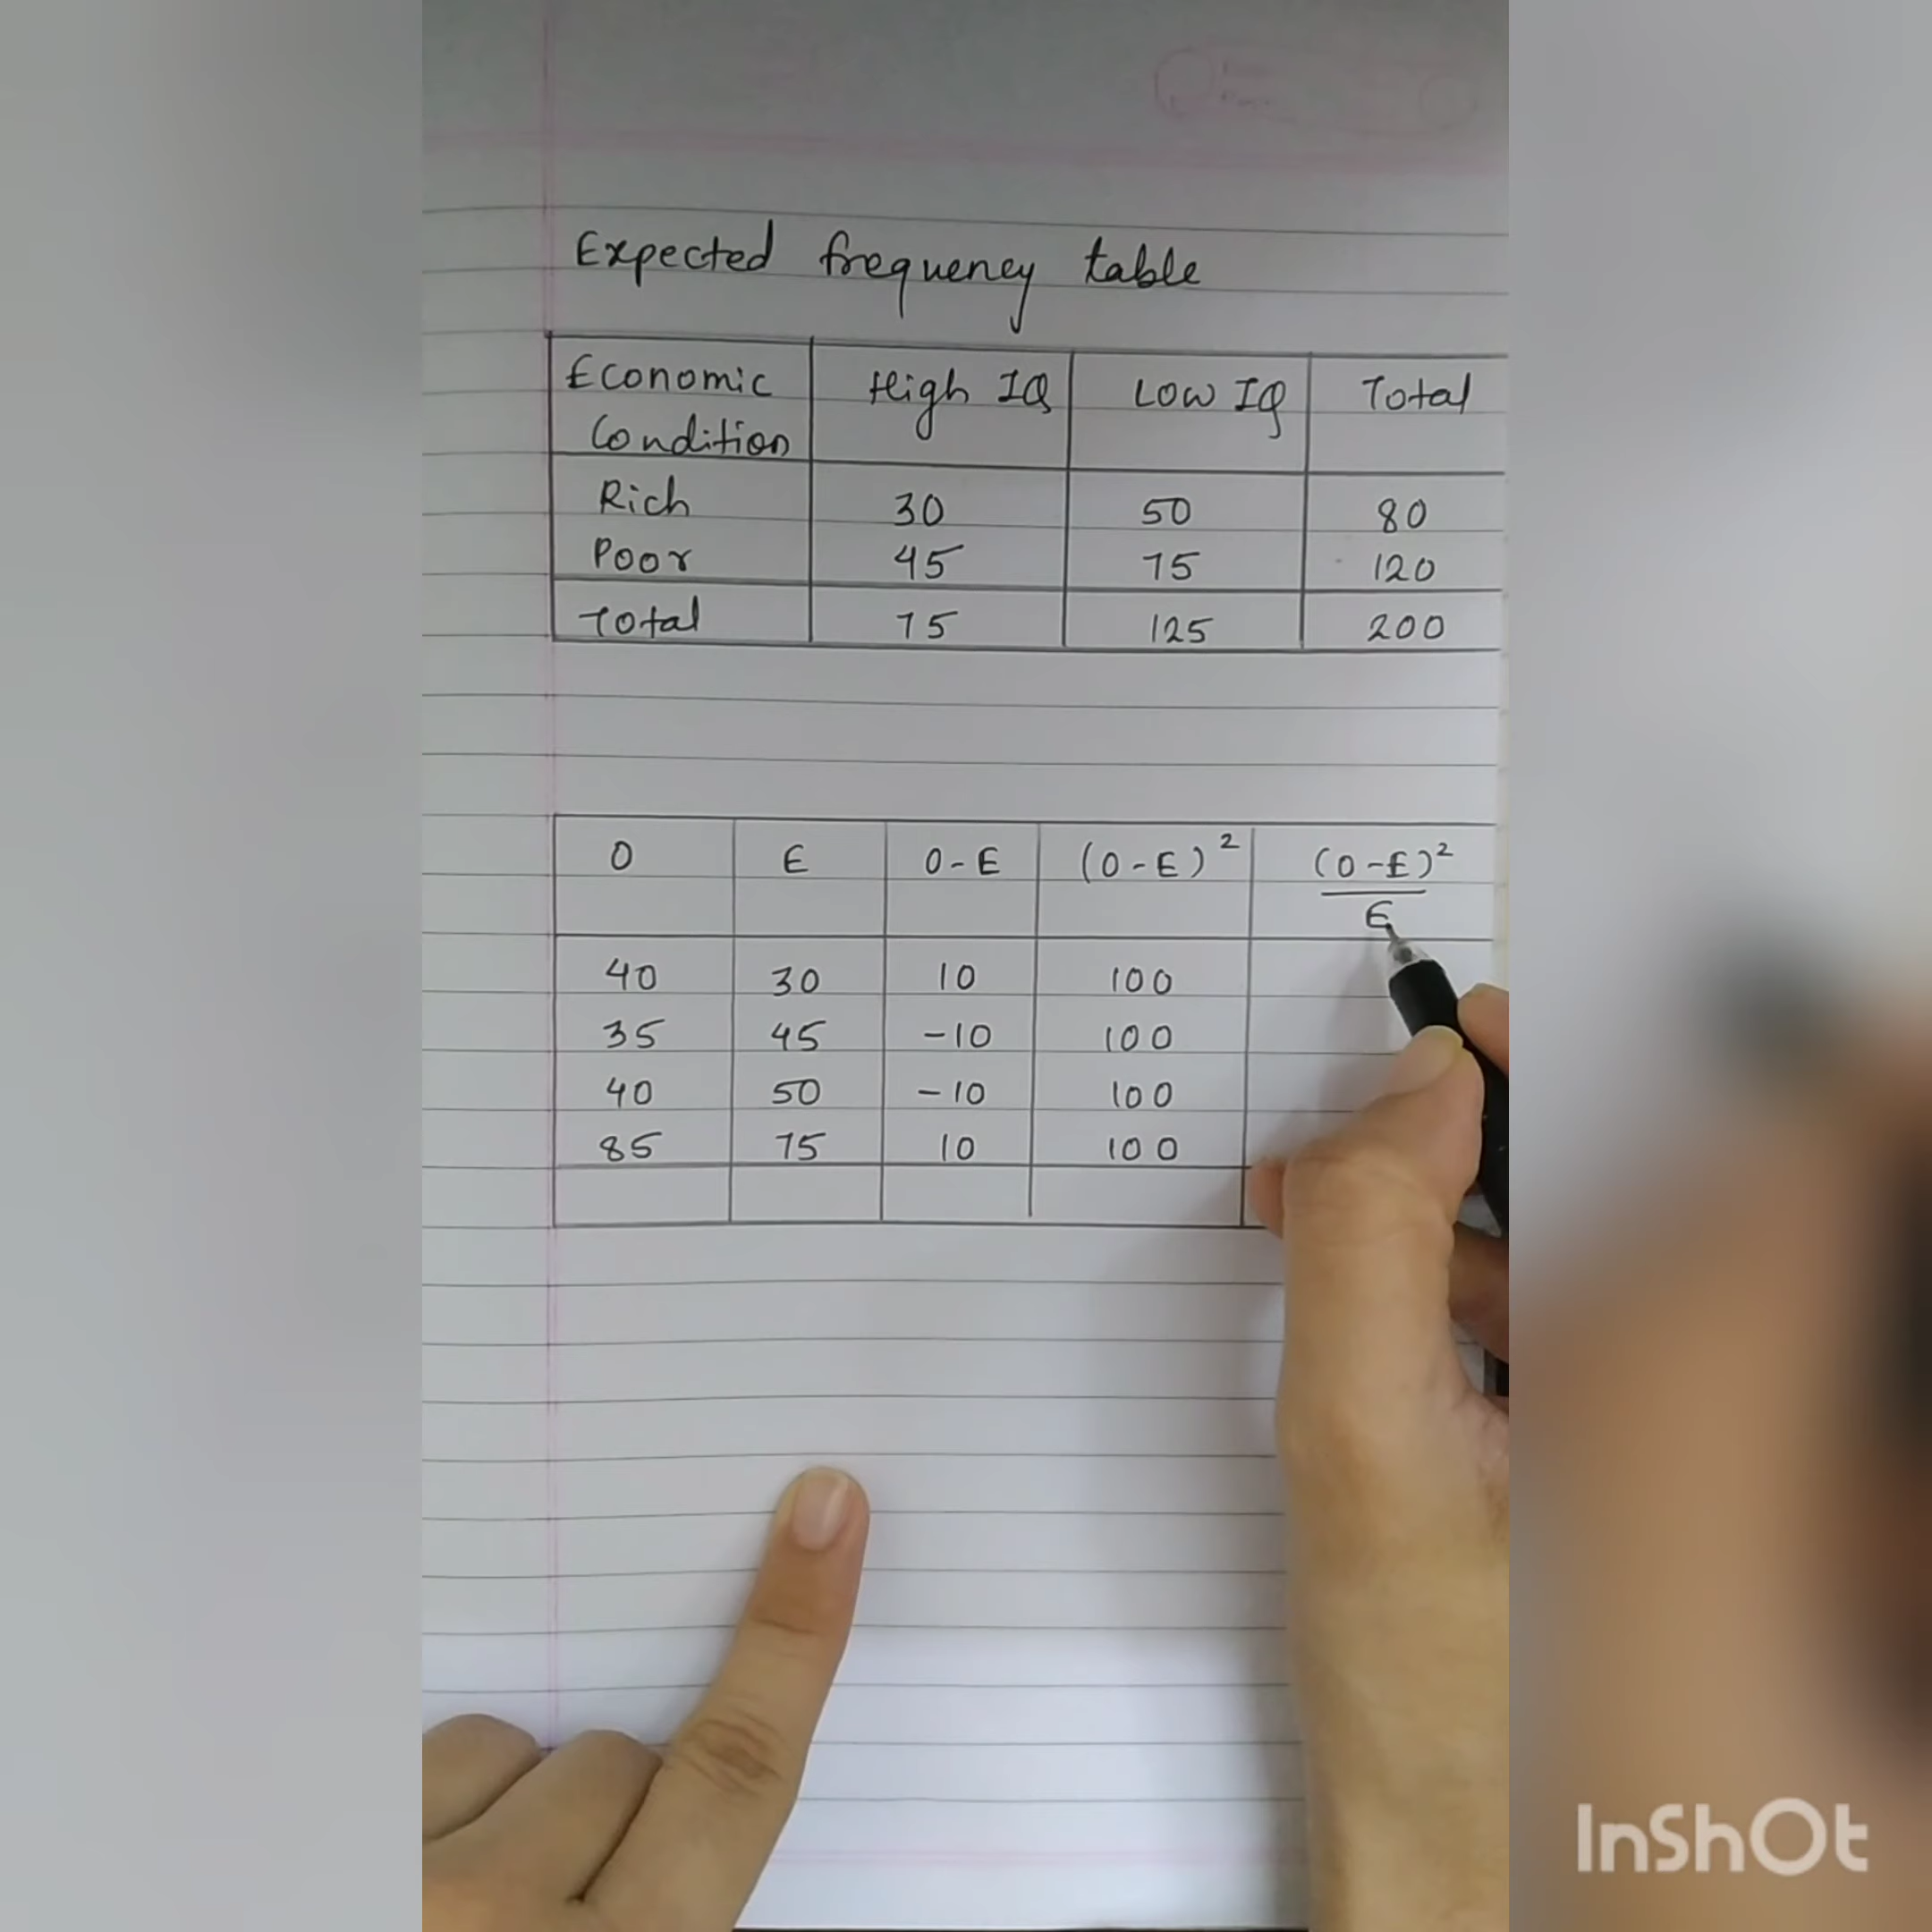 Expected frequency table
Economic Condition High IQ Low IQ Total
Rich 30 50 80
Poor 45 75 120
Total 75 125 200
O E O-E (O-E)² (O-E)²/E
40 30 10 100
35 45 -10 100
40 50 -10 100
85 75 10 100
InShOt